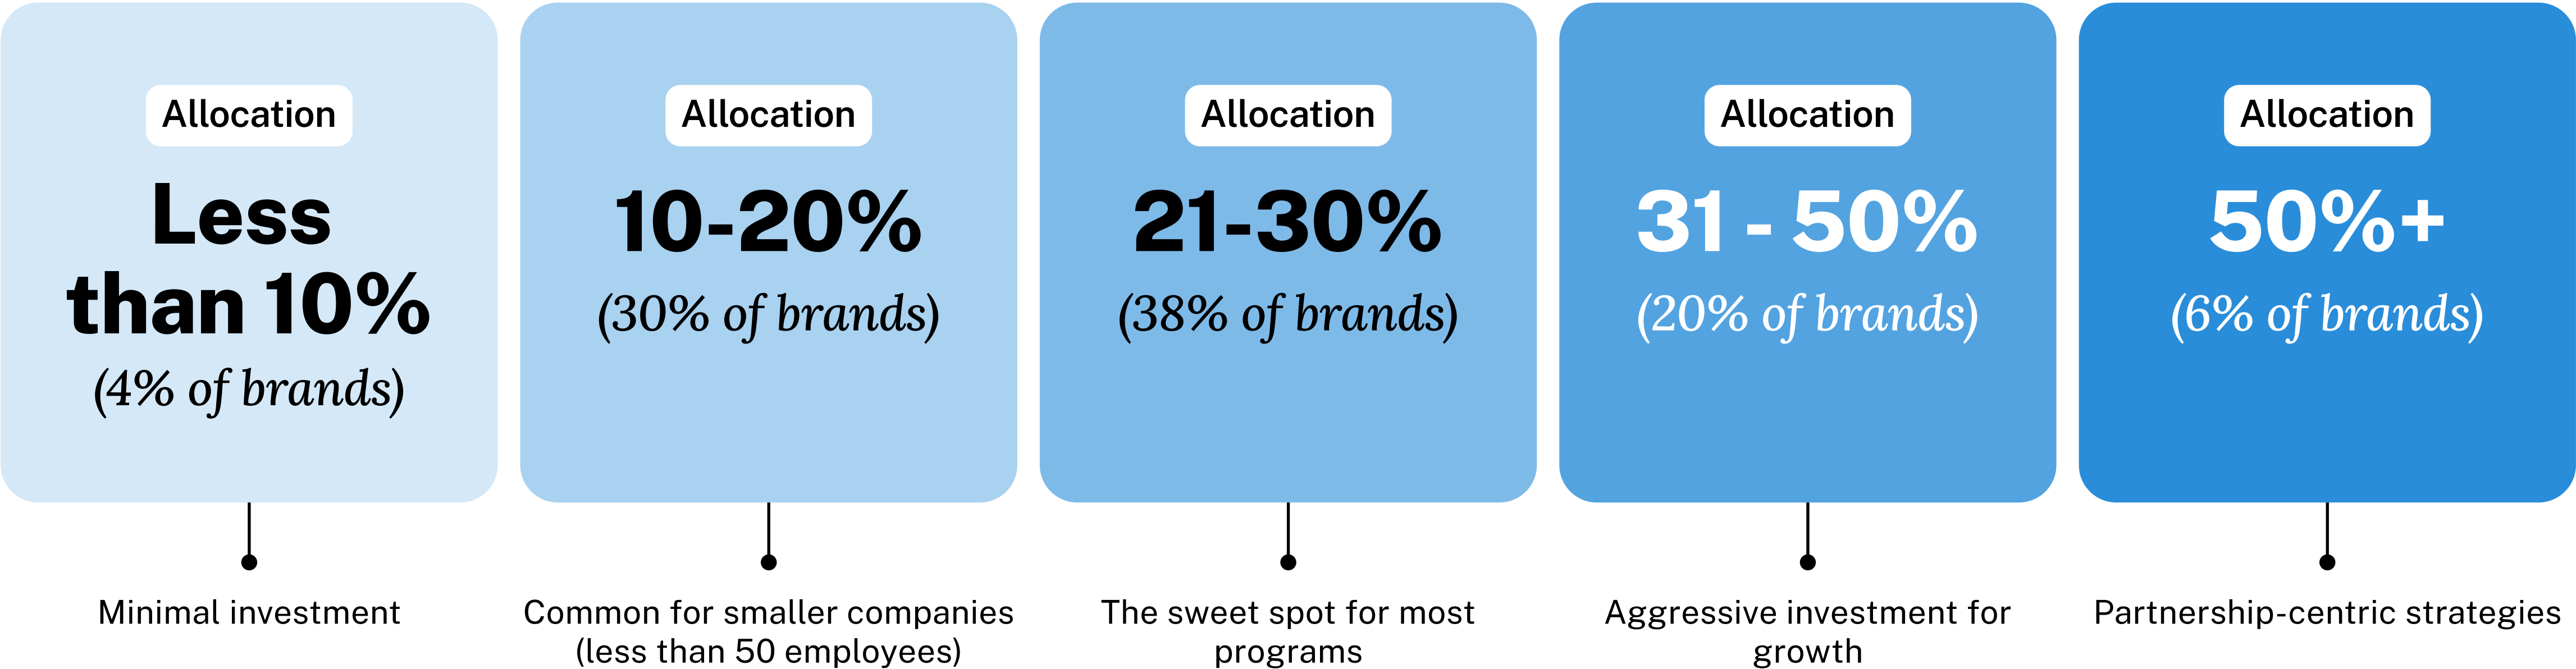 Allocation
Less
than 10%
(4% of brands)
Minimal investment
Allocation
10-20%
(30% of brands)
Common for smaller companies
(less than 50 employees)
Allocation
21-30%
(38% of brands)
The sweet spot for most
programs
Allocation
31 - 50%
(20% of brands)
Aggressive investment for
growth
Allocation
50%+
(6% of brands)
Partnership-centric strategies